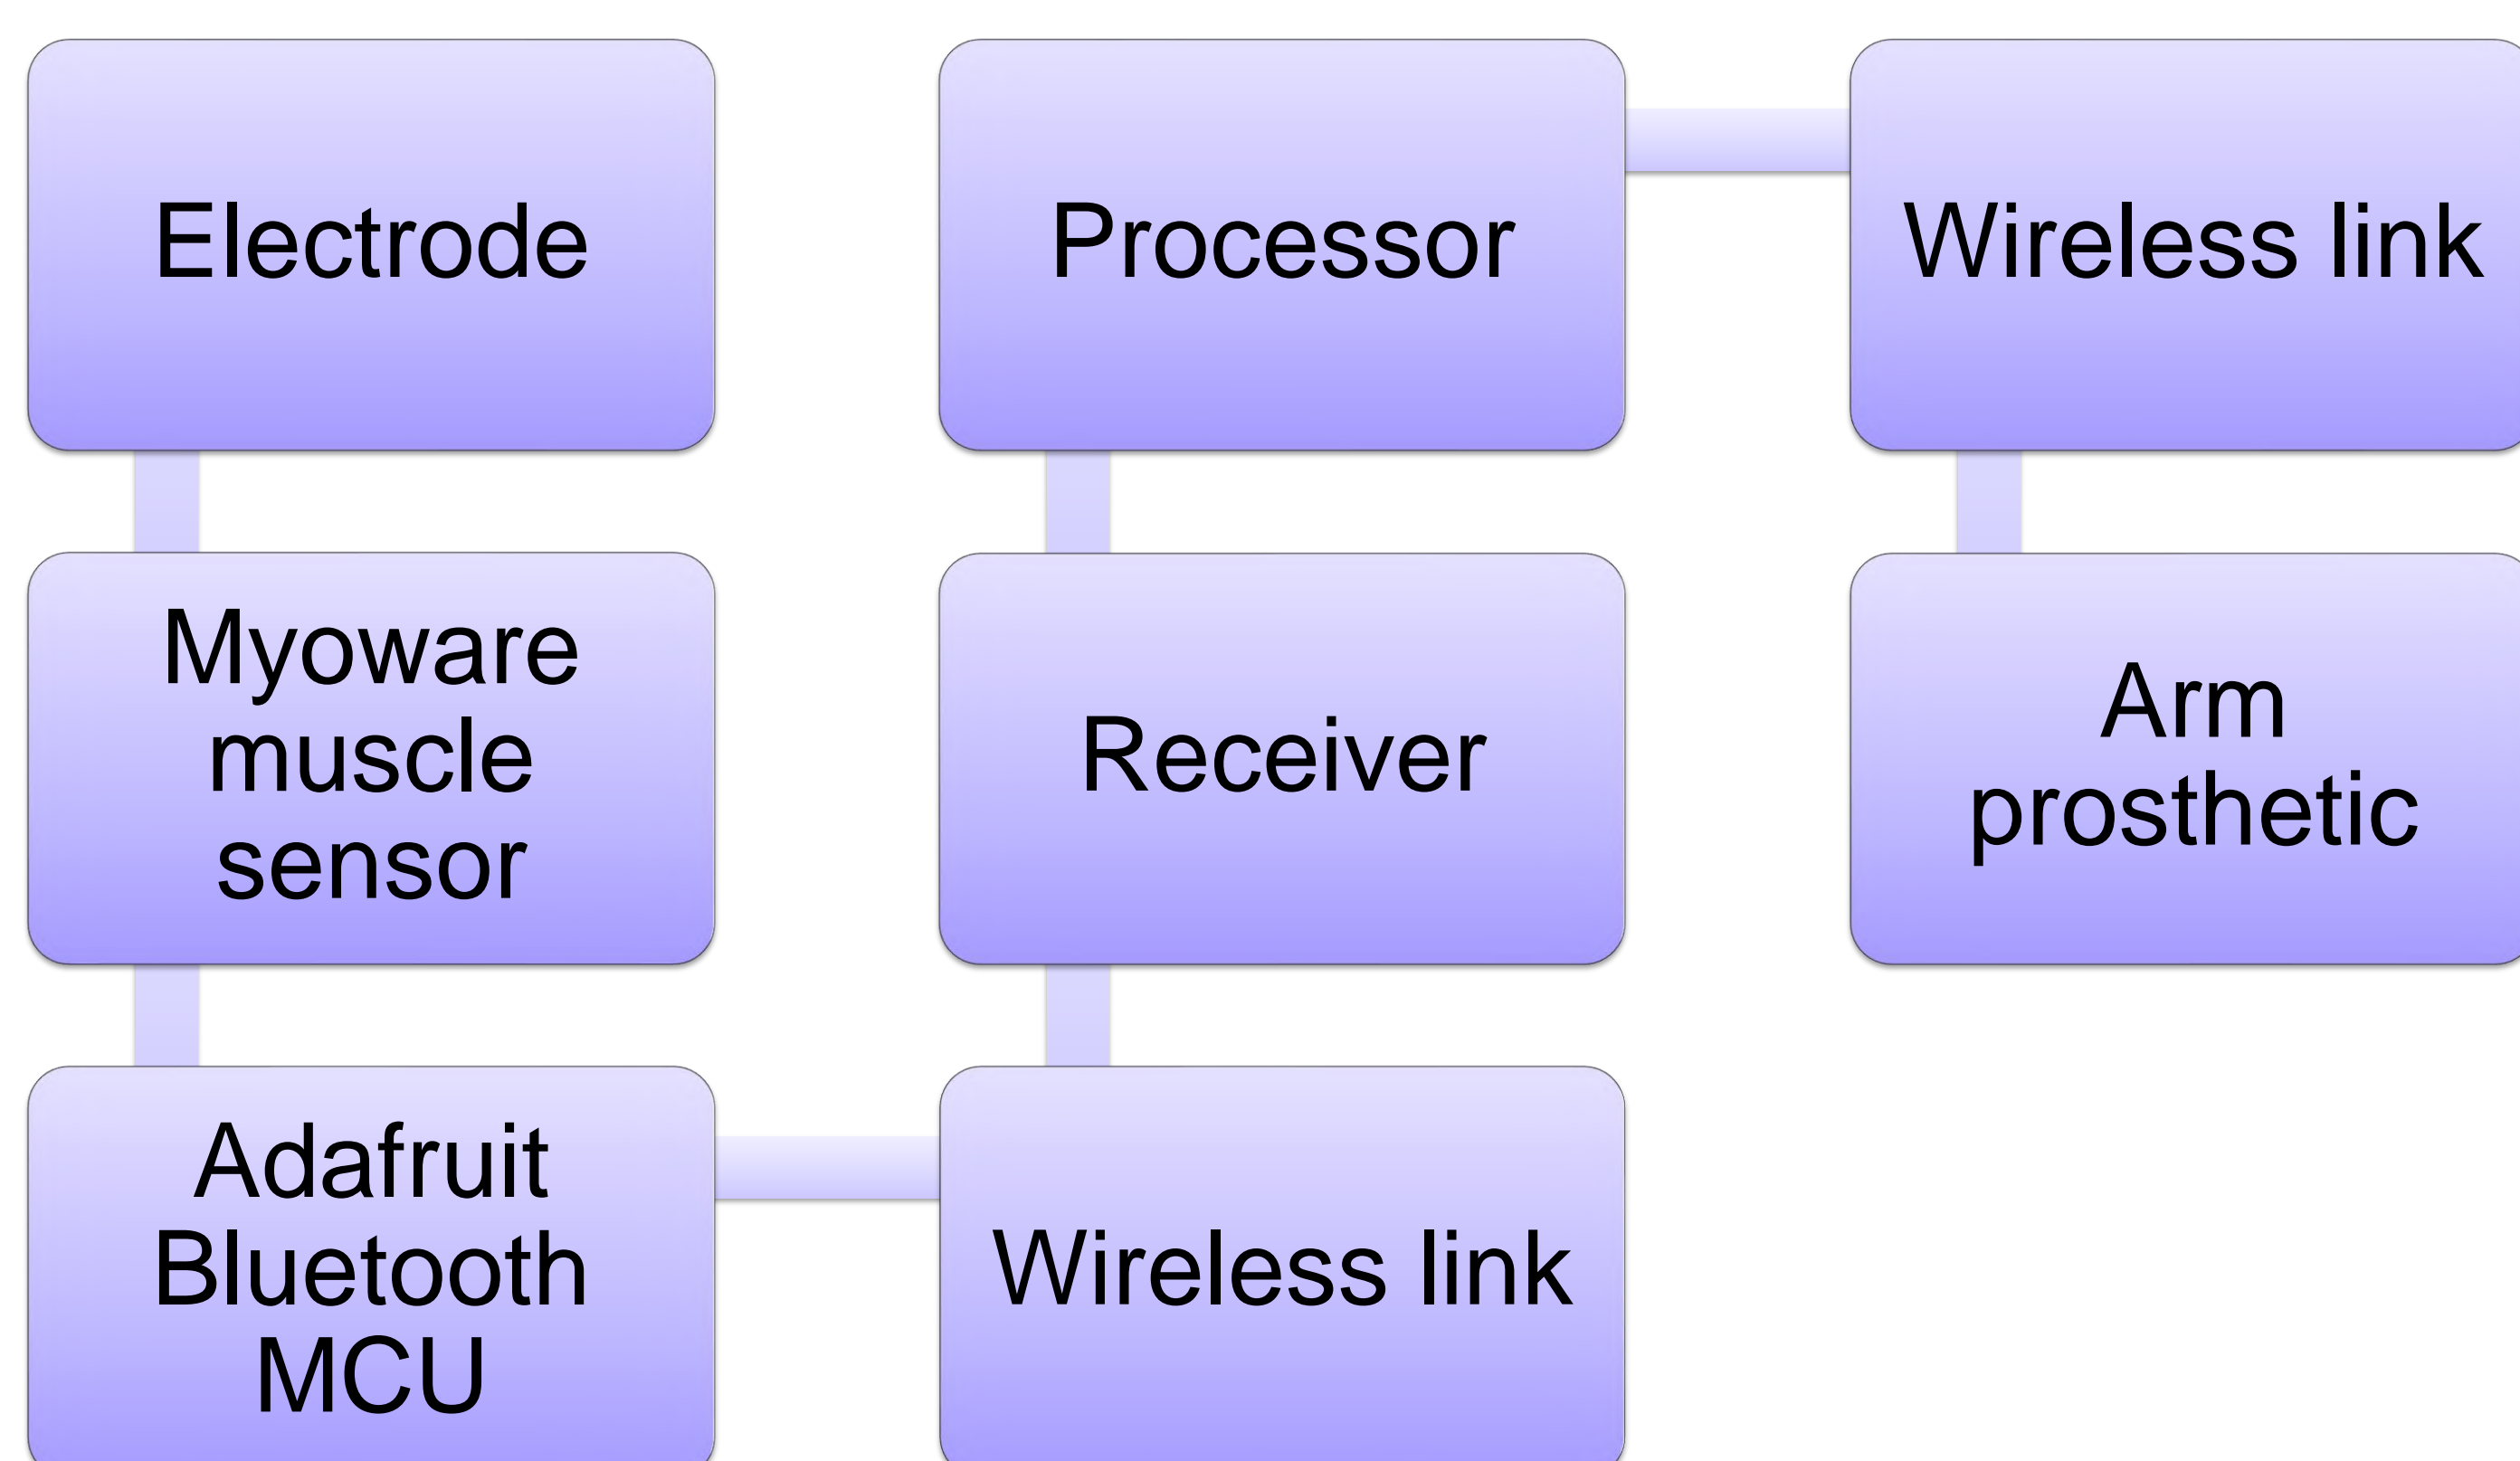 Electrode
Myoware
muscle
sensor
Adafruit
Bluetooth
MCU
Wireless link
Receiver
Processor
Wireless link
Arm
prosthetic